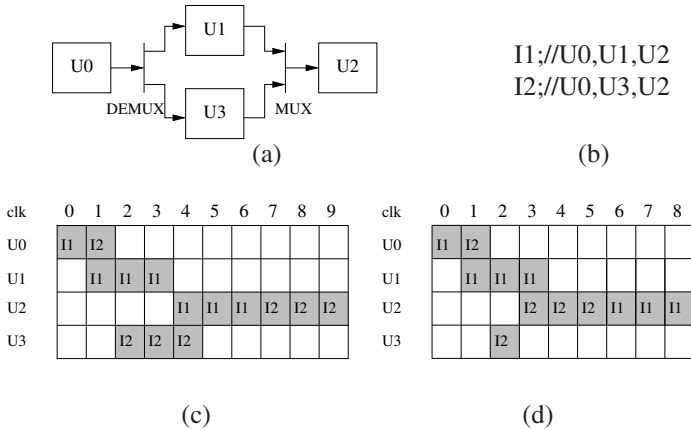 U1
U0
U2
DEMUX
U3
MUX
(a)
I1;//U0,U1,U2
I2;//U0,U3,U2
(b)
clk 0 1 2 3 4 5 6 7 8 9
U0 I1 I2
U1 I1 I1 I1
U2 I1 I1 I1 I2 I2 I2
U3 I2 I2 I2
(c)
clk 0 1 2 3 4 5 6 7 8
U0 I1 I2
U1 I1 I1 I1
U2 I2 I2 I2 I1 I1 I1
U3 I2
(d)